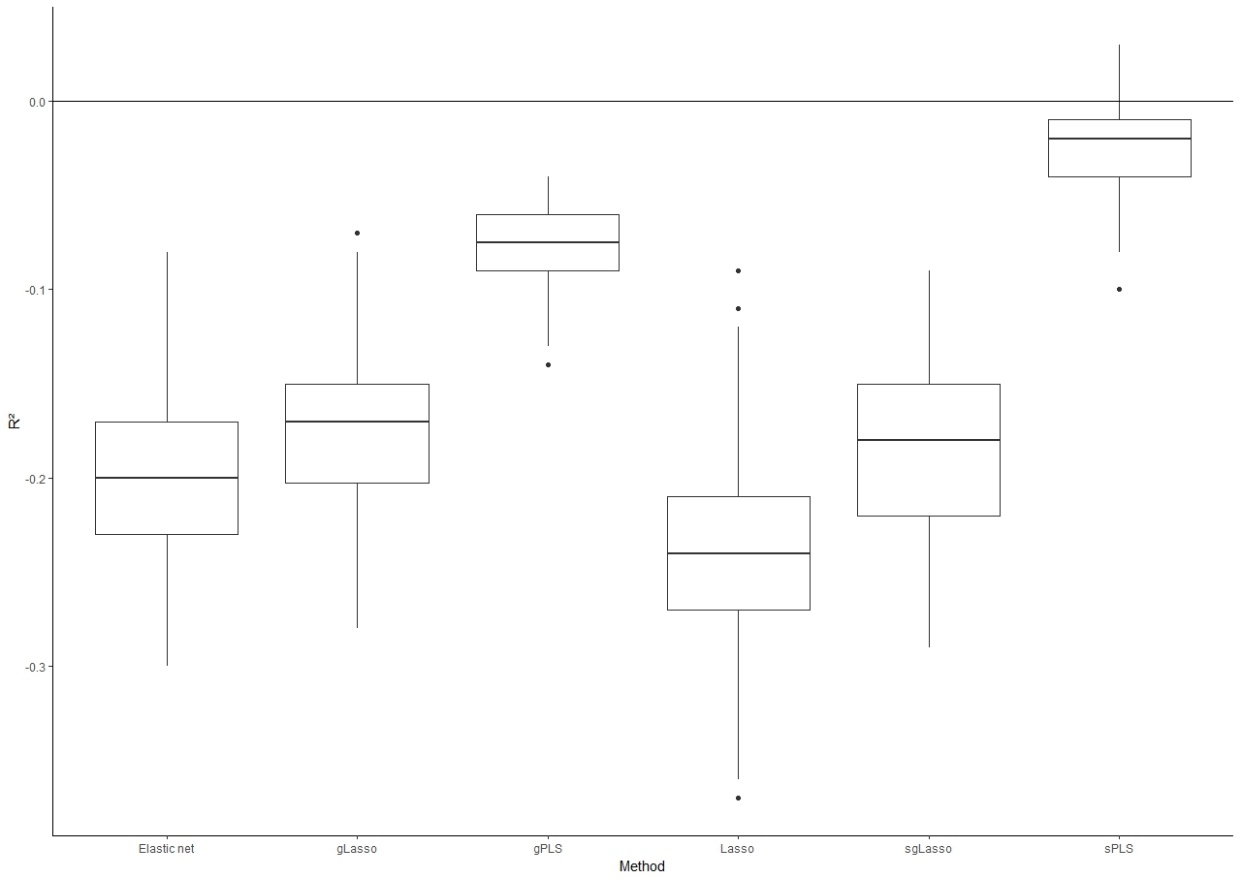 R²
0.0
-0.1
-0.2
-0.3
Elastic net gLasso gPLS Lasso sgLasso sPLS
Method